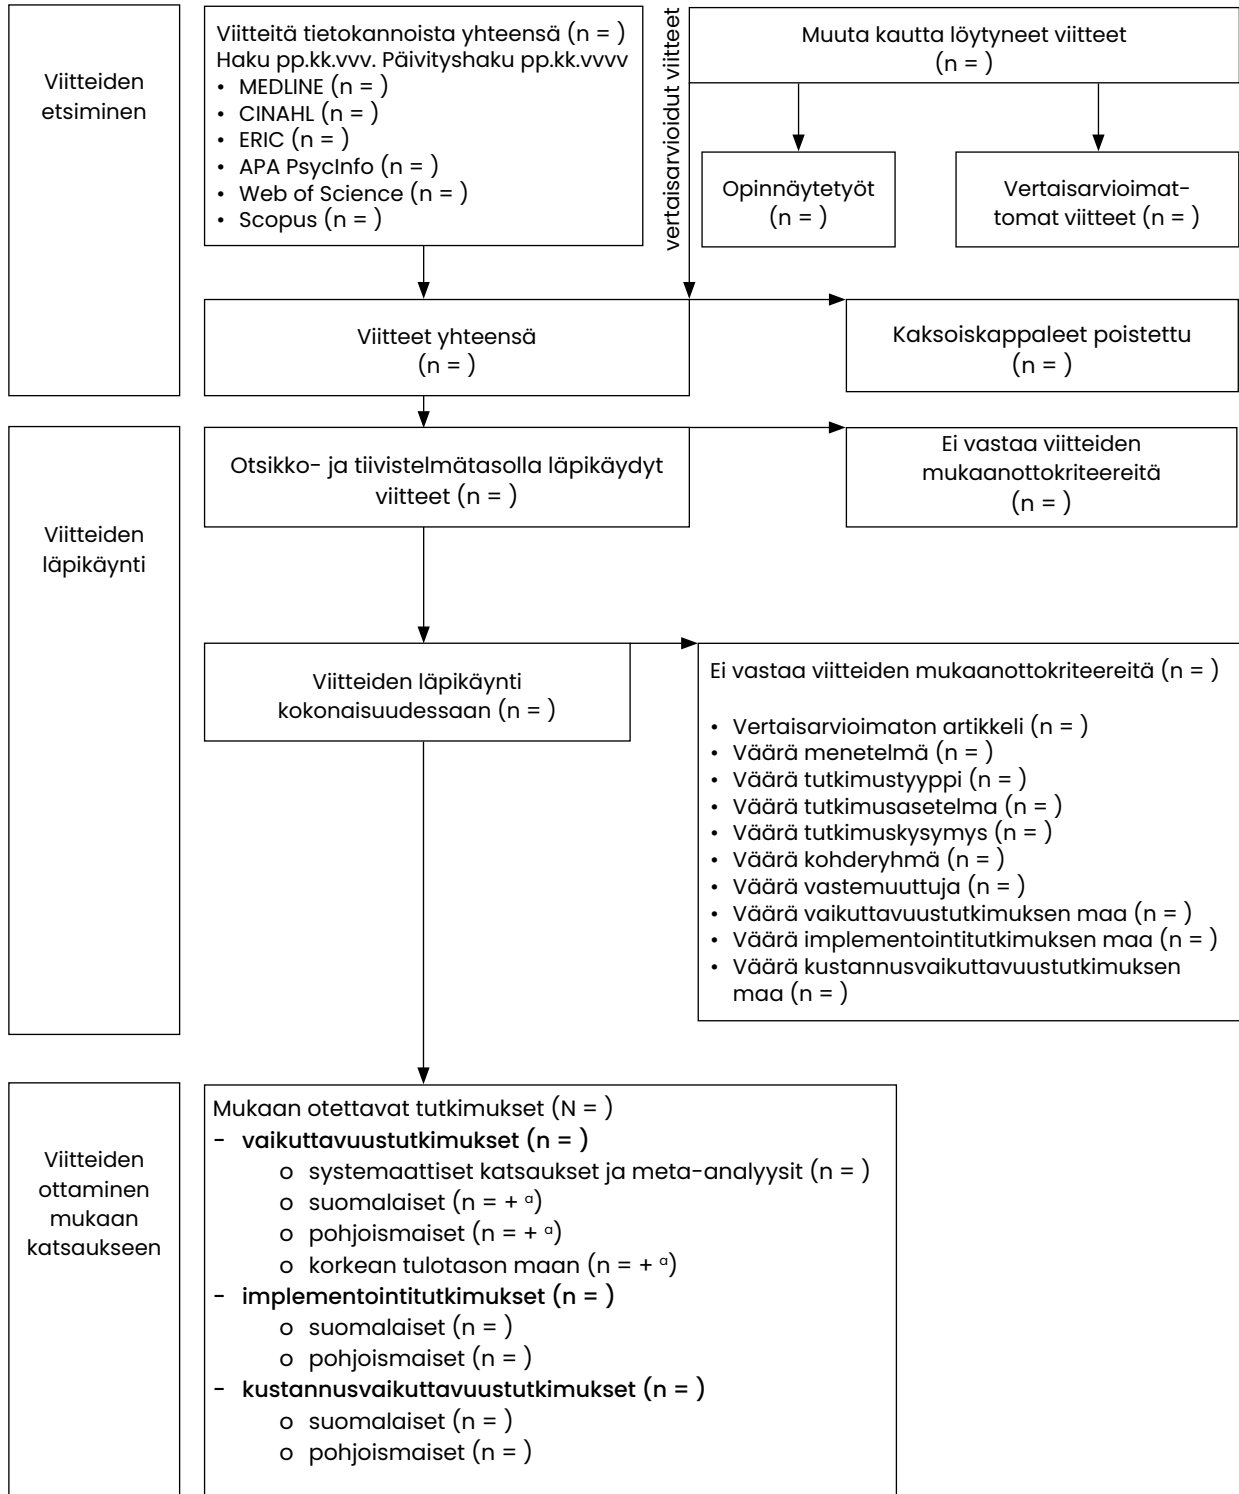 Viitteiden
etsiminen
Viitteitä tietokannoista yhteensä (n = )
Haku pp.kk.vvv. Päivityshaku pp.kk.vvvv
• MEDLINE (n = )
• CINAHL (n = )
• ERIC (n = )
• APA PsycInfo (n = )
• Web of Science (n = )
• Scopus (n = )
vertaisarvioidut viitteet
Muuta kautta löytyneet viitteet
(n = )
Opinnäytetyöt
(n = )
Vertaisarvioimat-
tomat viitteet (n = )
Viitteet yhteensä
(n = )
Kaksoiskappaleet poistettu
(n = )
Viitteiden
läpikäynti
Otsikko- ja tiivistelmätasolla läpikäydyt
viitteet (n = )
Ei vastaa viitteiden
mukaanottokriteereitä
(n = )
Viitteiden läpikäynti
kokonaisuudessaan (n = )
Ei vastaa viitteiden mukaanottokriteereitä (n = )
• Vertaisarvioimaton artikkeli (n = )
• Väärä menetelmä (n = )
• Väärä tutkimustyyppi (n = )
• Väärä tutkimusasetelma (n = )
• Väärä tutkimuskysymys (n = )
• Väärä kohderyhmä (n = )
• Väärä vastemuuttuja (n = )
• Väärä vaikuttavuustutkimuksen maa (n = )
• Väärä implementointitutkimuksen maa (n = )
• Väärä kustannusvaikuttavuustutkimuksen
maa (n = )
Viitteiden
ottaminen
mukaan
katsaukseen
Mukaan otettavat tutkimukset (N = )
- vaikuttavuustutkimukset (n = )
o systemaattiset katsaukset ja meta-analyysit (n = )
o suomalaiset (n = + ᵃ)
o pohjoismaiset (n = + ᵃ)
o korkean tulotason maan (n = + ᵃ)
- implementointitutkimukset (n = )
o suomalaiset (n = )
o pohjoismaiset (n = )
- kustannusvaikuttavuustutkimukset (n = )
o suomalaiset (n = )
o pohjoismaiset (n = )